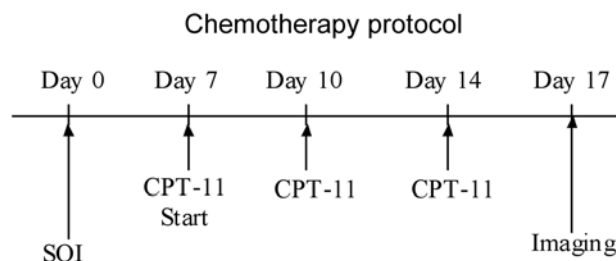 Chemotherapy protocol
Day 0 Day 7 Day 10 Day 14 Day 17
CPT-11 CPT-11 CPT-11
Start
SOI Imaging